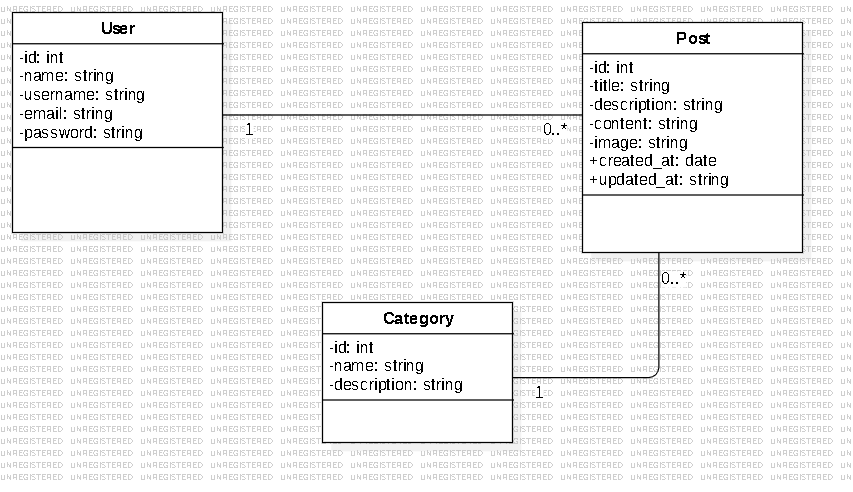 User
-id: int
-name: string
-username: string
-email: string
-password: string
1
0..*
Post
-id: int
-title: string
-description: string
-content: string
-image: string
+created_at: date
+updated_at: string
0..*
Category
-id: int
-name: string
-description: string
1
UNREGISTERED